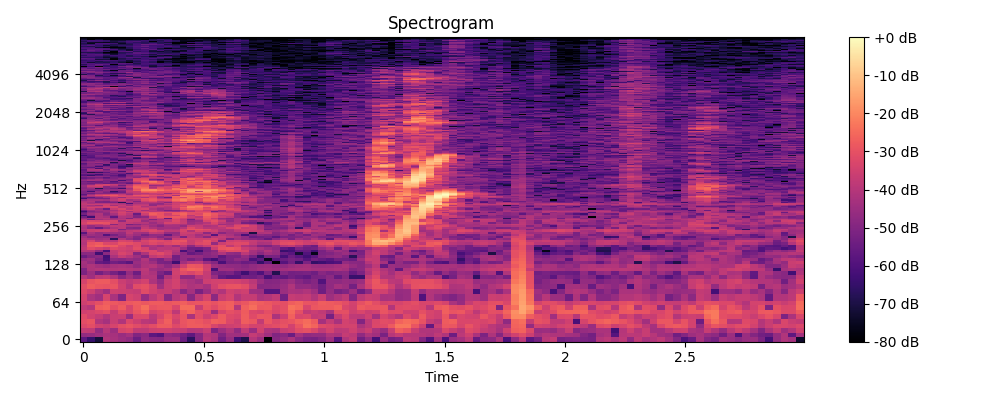 Spectrogram
Hz
4096
2048
1024
512
256
128
64
0
0
0.5
1
1.5
2
2.5
Time
+0 dB
-10 dB
-20 dB
-30 dB
-40 dB
-50 dB
-60 dB
-70 dB
-80 dB